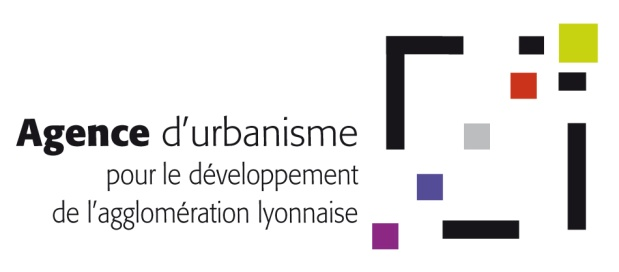 Agence d'urbanisme
pour le développement
de l'agglomération lyonnaise